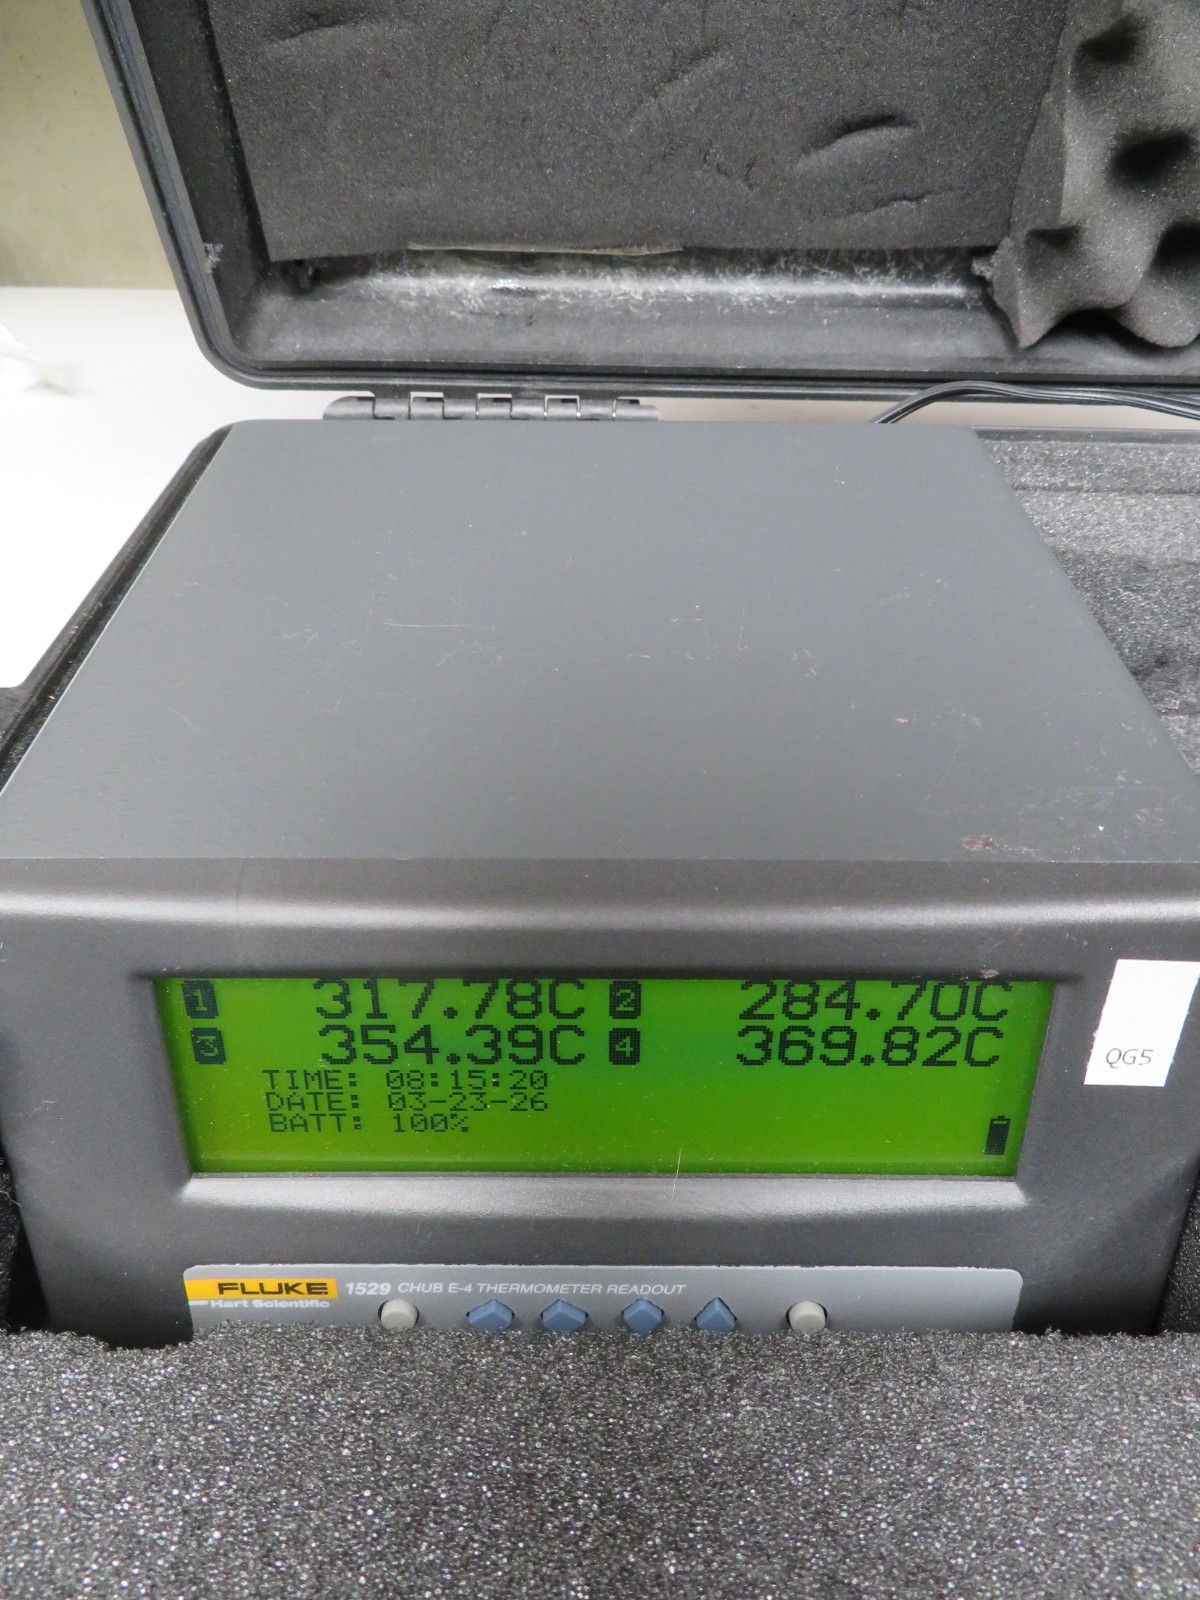 1 317.78C 2 284.70C
3 354.39C 4 369.82C
TIME: 08:15:20
DATE: 03-23-26
BATT: 100%
QG5
FLUKE 1529 CHUB E-4 THERMOMETER READOUT
Hart Scientific